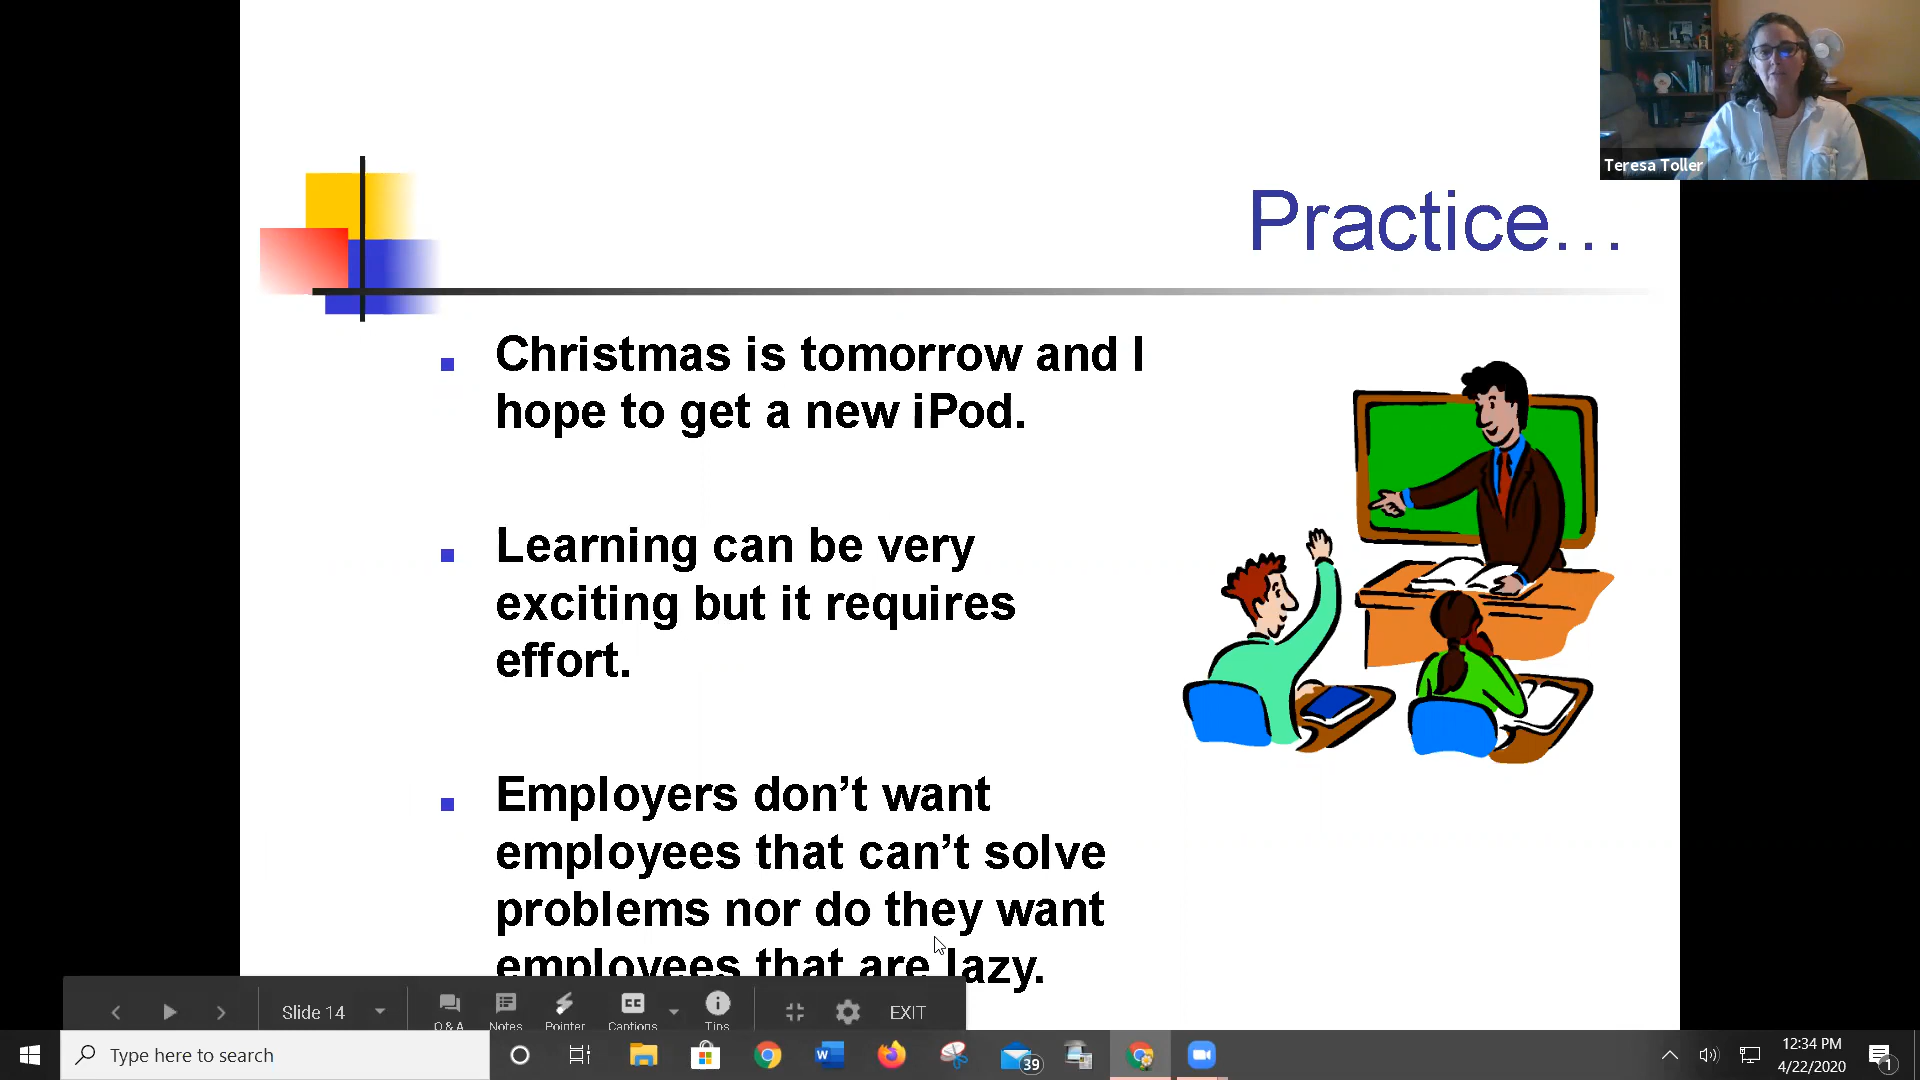 Teresa Toller
Practice...
Christmas is tomorrow and I
hope to get a new iPod.
Learning can be very
exciting but it requires
effort.
Employers don’t want
employees that can’t solve
problems nor do they want
employees that are lazy.
Slide 14
Q & A
Notes
Pointer
Captions
Tips
EXIT
Type here to search
39
12:34 PM
4/22/2020
1